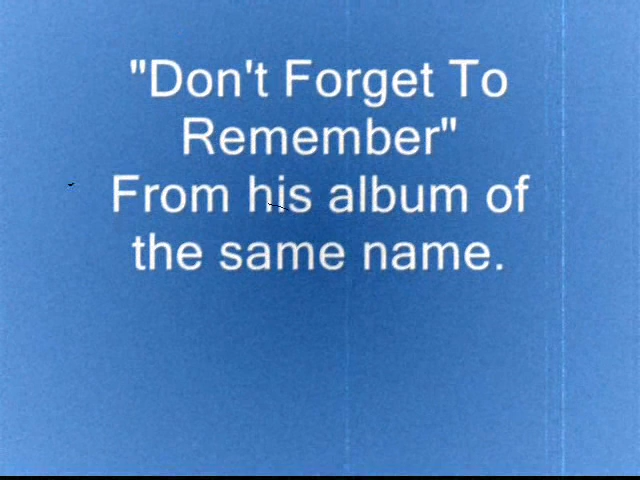 "Don't Forget To
Remember"
From his album of
the same name.